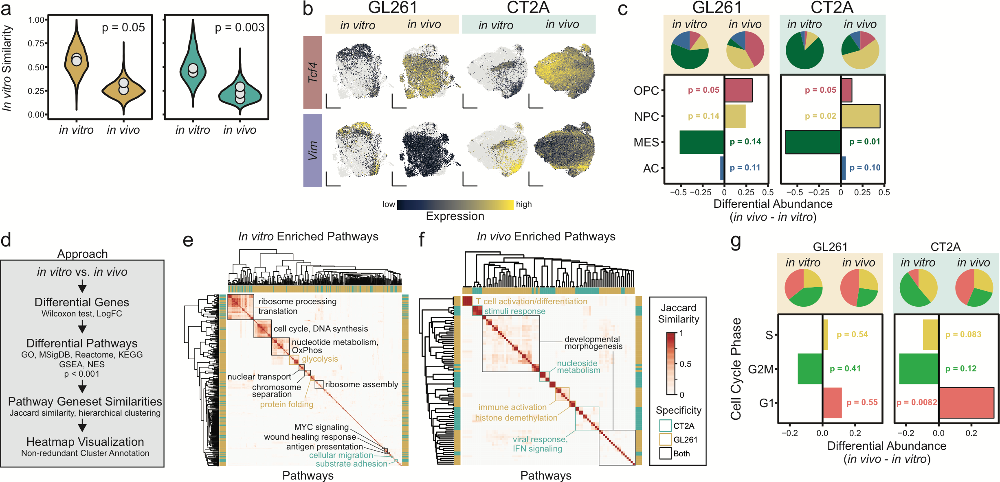 a
In vitro Similarity
1.00
0.75
0.50
0.25
0.00
p = 0.05
p = 0.003
in vitro
in vivo
in vitro
in vivo
b
GL261
CT2A
in vitro
in vivo
in vitro
in vivo
Tcf4
Vim
low
high
Expression
c
GL261
CT2A
in vitro
in vivo
in vitro
in vivo
OPC
NPC
MES
AC
p = 0.05
p = 0.14
p = 0.14
p = 0.11
p = 0.05
p = 0.02
p = 0.01
p = 0.10
−0.5 −0.25 0 0.25 0.5
−0.5 −0.25 0 0.25 0.5
Differential Abundance
(in vivo - in vitro)
d
Approach
in vitro vs. in vivo
Differential Genes
Wilcoxon test, LogFC
Differential Pathways
GO, MSigDB, Reactome, KEGG
GSEA, NES
p < 0.001
Pathway Geneset Similarities
Jaccard similarity, hierarchical clustering
Heatmap Visualization
Non-redundant Cluster Annotation
e
In vitro Enriched Pathways
ribosome processing
translation
cell cycle, DNA synthesis
nucleotide metabolism,
OxPhos
glycolysis
nuclear transport
chromosome
separation
ribosome assembly
protein folding
MYC signaling
wound healing response
antigen presentation
cellular migration
substrate adhesion
Pathways
f
In vivo Enriched Pathways
T cell activation/differentiation
stimuli response
developmental
morphogenesis
nucleoside
metabolism
immune activation
histone demethylation
viral response,
IFN signaling
Pathways
Jaccard
Similarity
1
0.5
0
Specificity
CT2A
GL261
Both
g
GL261
CT2A
in vitro
in vivo
in vitro
in vivo
Cell Cycle Phase
S
G2M
G1
p = 0.54
p = 0.41
p = 0.55
p = 0.083
p = 0.12
p = 0.0082
−0.2 0.0 0.2
−0.2 0.0 0.2
Differential Abundance
(in vivo - in vitro)